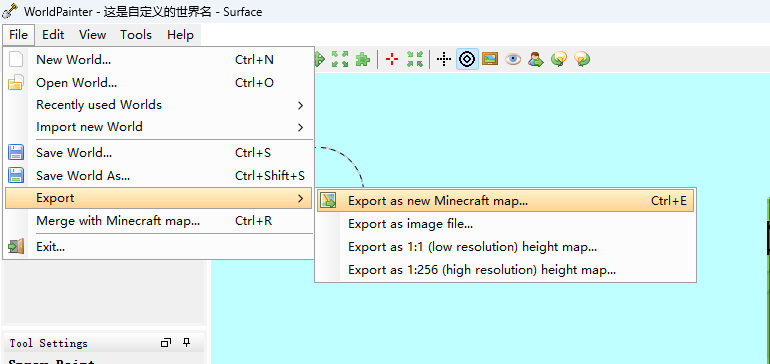 WorldPainter - 这是自定义的世界名 - Surface
File Edit View Tools Help
New World... Ctrl+N
Open World... Ctrl+O
Recently used Worlds
Import new World
Save World... Ctrl+S
Save World As... Ctrl+Shift+S
Export
Export as new Minecraft map... Ctrl+E
Merge with Minecraft map... Ctrl+R
Export as image file...
Exit...
Export as 1:1 (low resolution) height map...
Export as 1:256 (high resolution) height map...
Tool Settings
Spray Paint